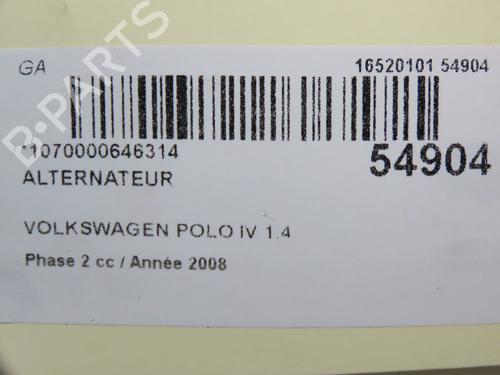 GA
16520101 54904
*1070000646314
54904
ALTERNATEUR
VOLKSWAGEN POLO IV 1.4
Phase 2 cc / Année 2008
B-PARTS